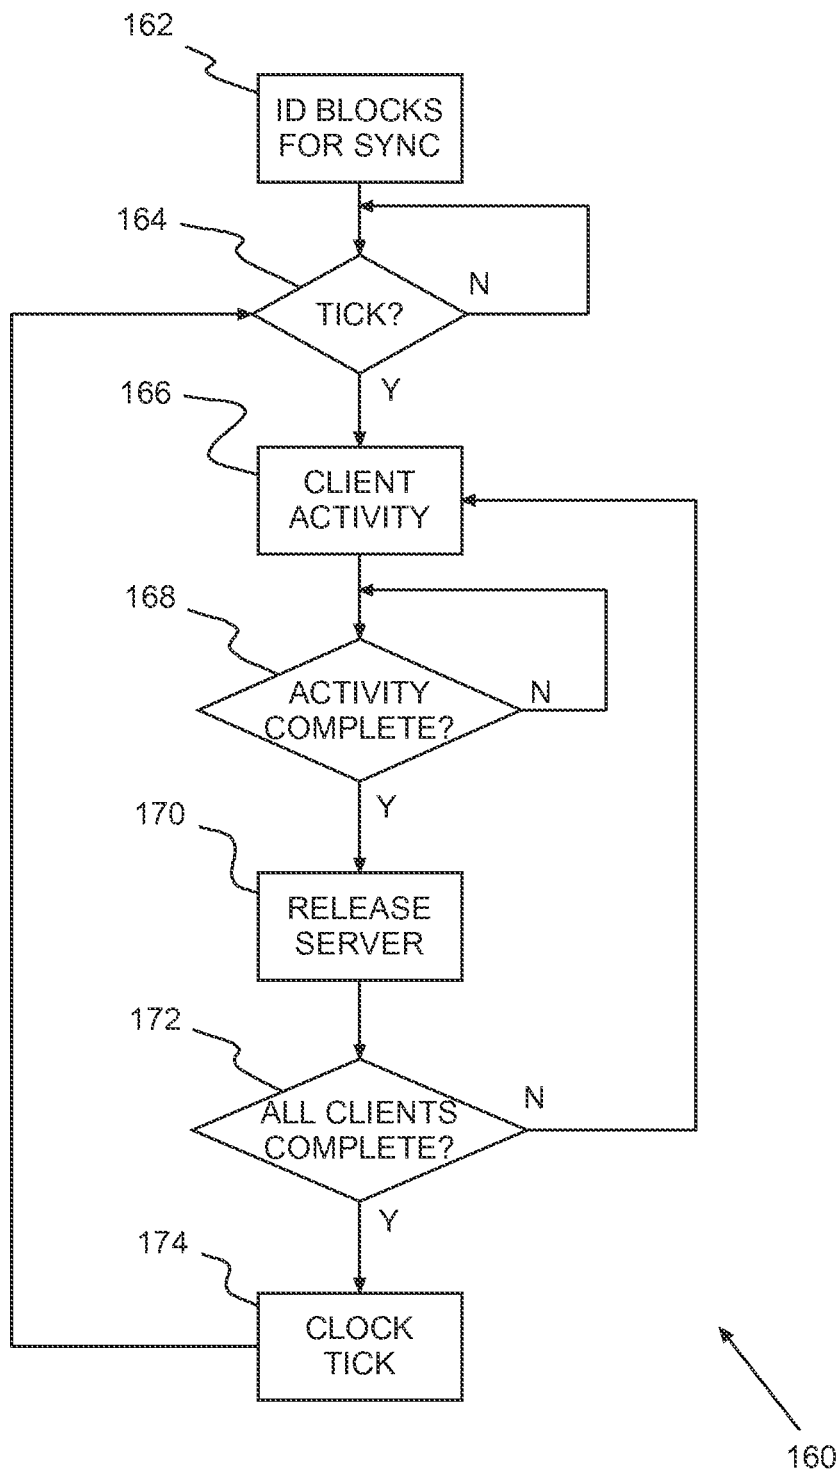 162
ID BLOCKS
FOR SYNC
164
TICK?
N
Y
166
CLIENT
ACTIVITY
168
ACTIVITY
COMPLETE?
N
Y
170
RELEASE
SERVER
172
ALL CLIENTS
COMPLETE?
N
Y
174
CLOCK
TICK
160